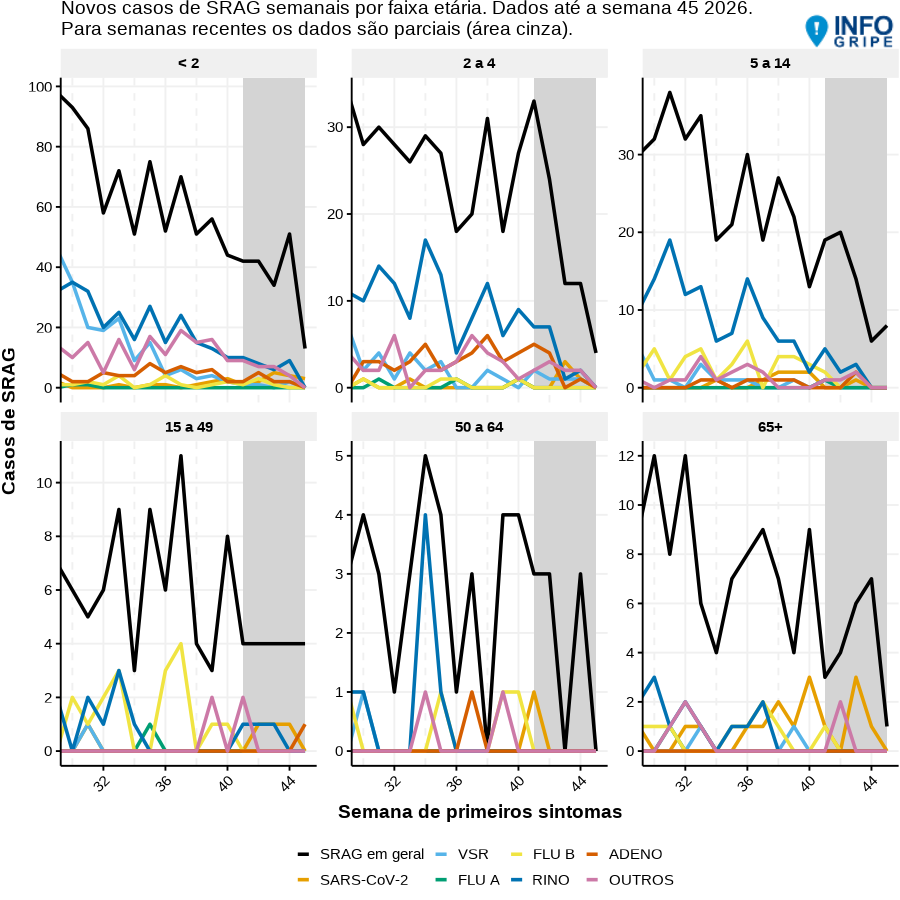 Novos casos de SRAG semanais por faixa etária. Dados até a semana 45 2026.
Para semanas recentes os dados são parciais (área cinza).
INFO
GRIPE
< 2
2 a 4
5 a 14
100
80
60
40
20
0
30
20
10
0
30
20
10
0
Casos de SRAG
15 a 49
50 a 64
65+
10
8
6
4
2
0
5
4
3
2
1
0
12
10
8
6
4
2
0
32 36 40 44
32 36 40 44
32 36 40 44
Semana de primeiros sintomas
SRAG em geral VSR FLU B ADENO
SARS-CoV-2 FLU A RINO OUTROS